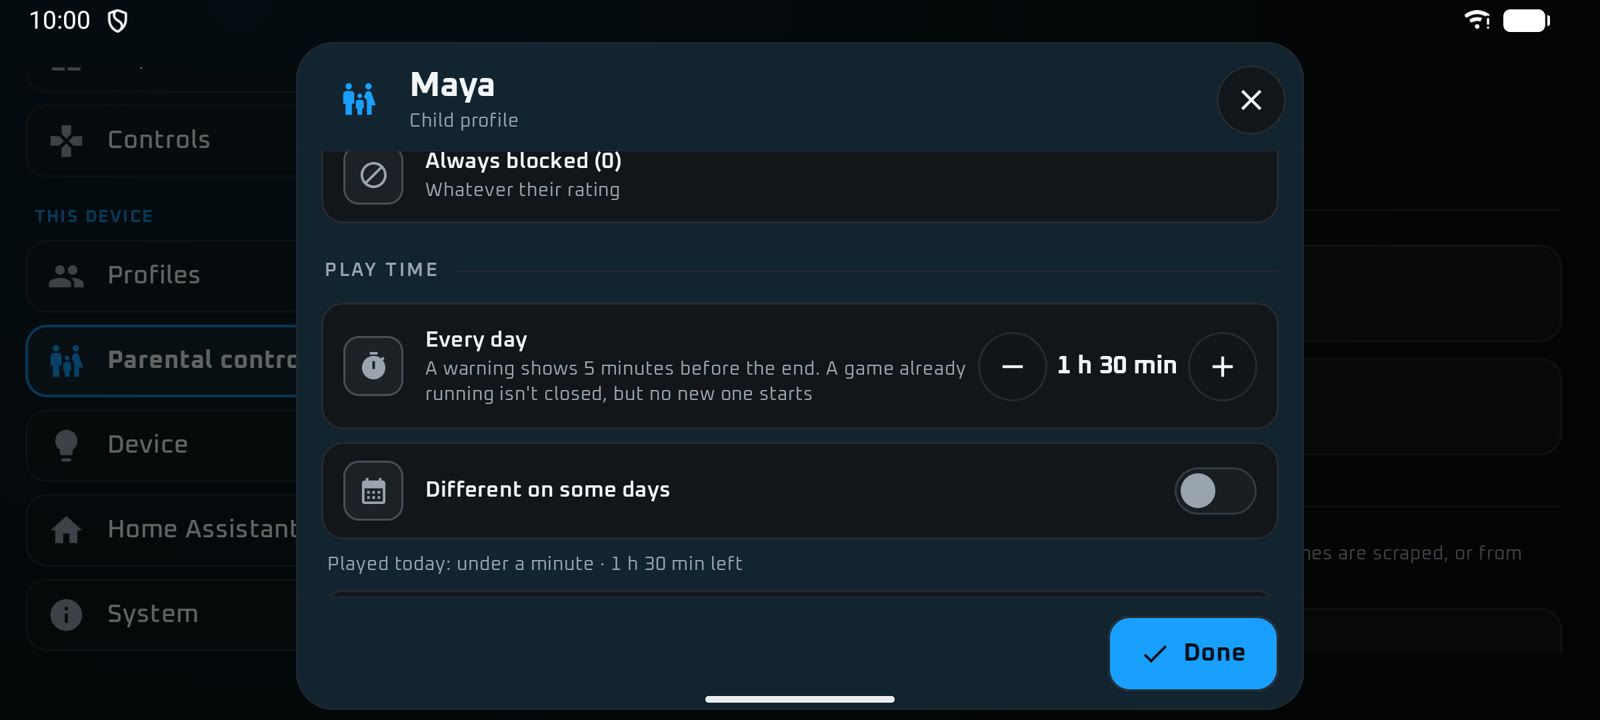 10:00
Controls
THIS DEVICE
Profiles
Parental contro
Device
Home Assistant
System
Maya
Child profile
Always blocked (0)
Whatever their rating
PLAY TIME
Every day
A warning shows 5 minutes before the end. A game already
running isn't closed, but no new one starts
1 h 30 min
Different on some days
Played today: under a minute · 1 h 30 min left
Done
are scraped, or from